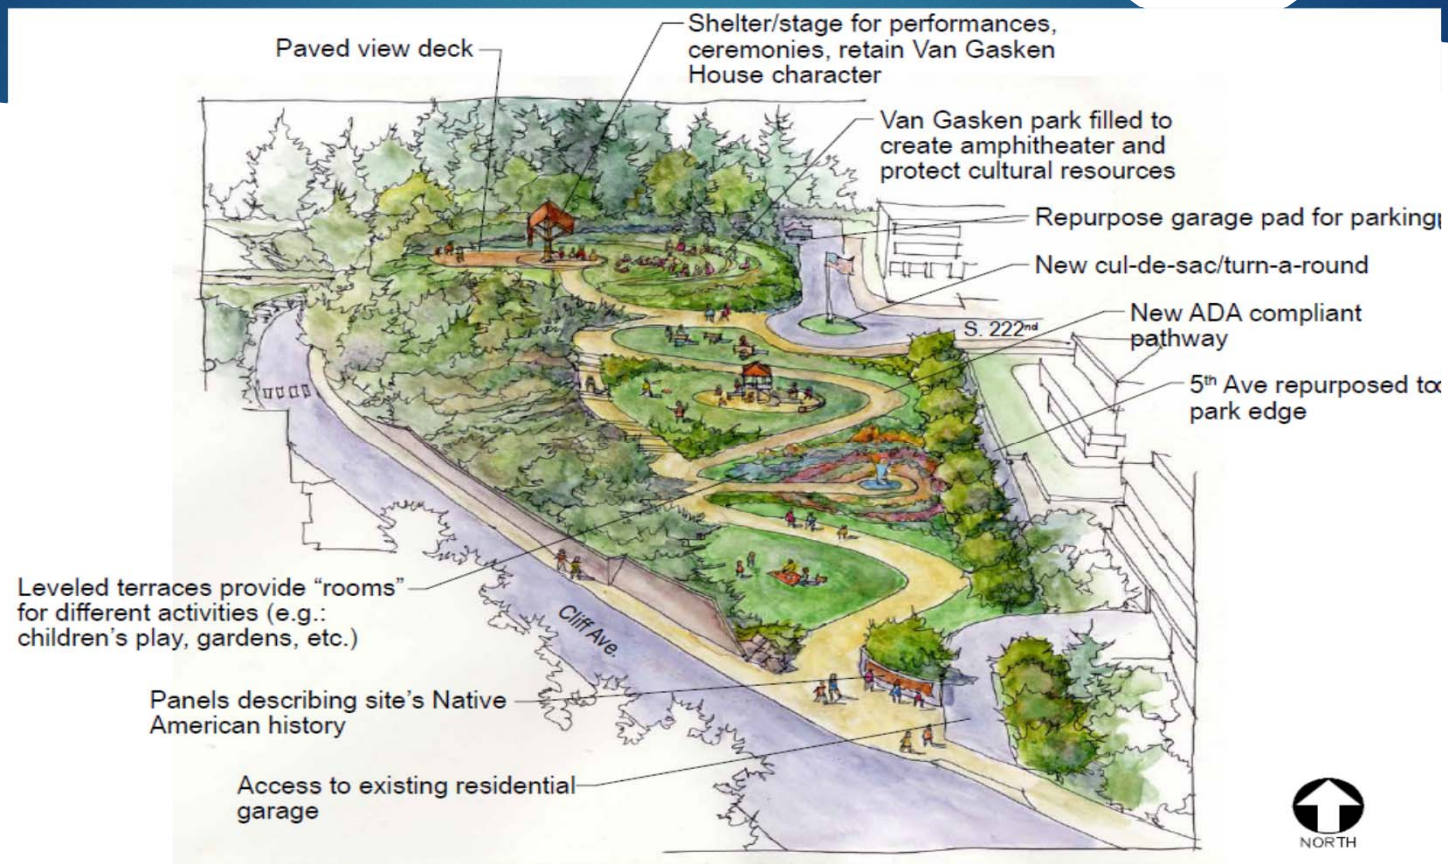 Paved view deck
Shelter/stage for performances,
ceremonies, retain Van Gasken
House character
Van Gasken park filled to
create amphitheater and
protect cultural resources
Repurpose garage pad for parking
New cul-de-sac/turn-a-round
S. 222nd
New ADA compliant
pathway
5th Ave repurposed to
park edge
Leveled terraces provide “rooms”
for different activities (e.g.:
children’s play, gardens, etc.)
Cliff Ave.
Panels describing site’s Native
American history
Access to existing residential
garage
NORTH